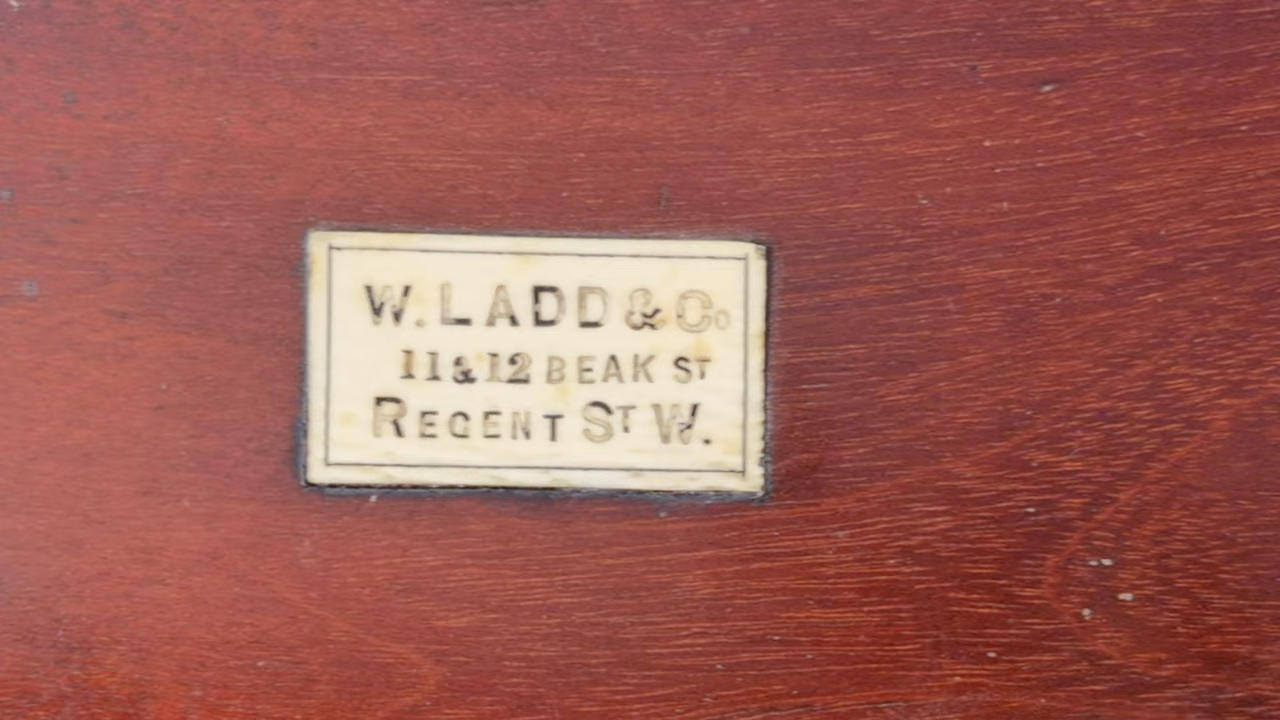 W. LADD & Co
11 & 12 BEAK ST
REGENT ST W.